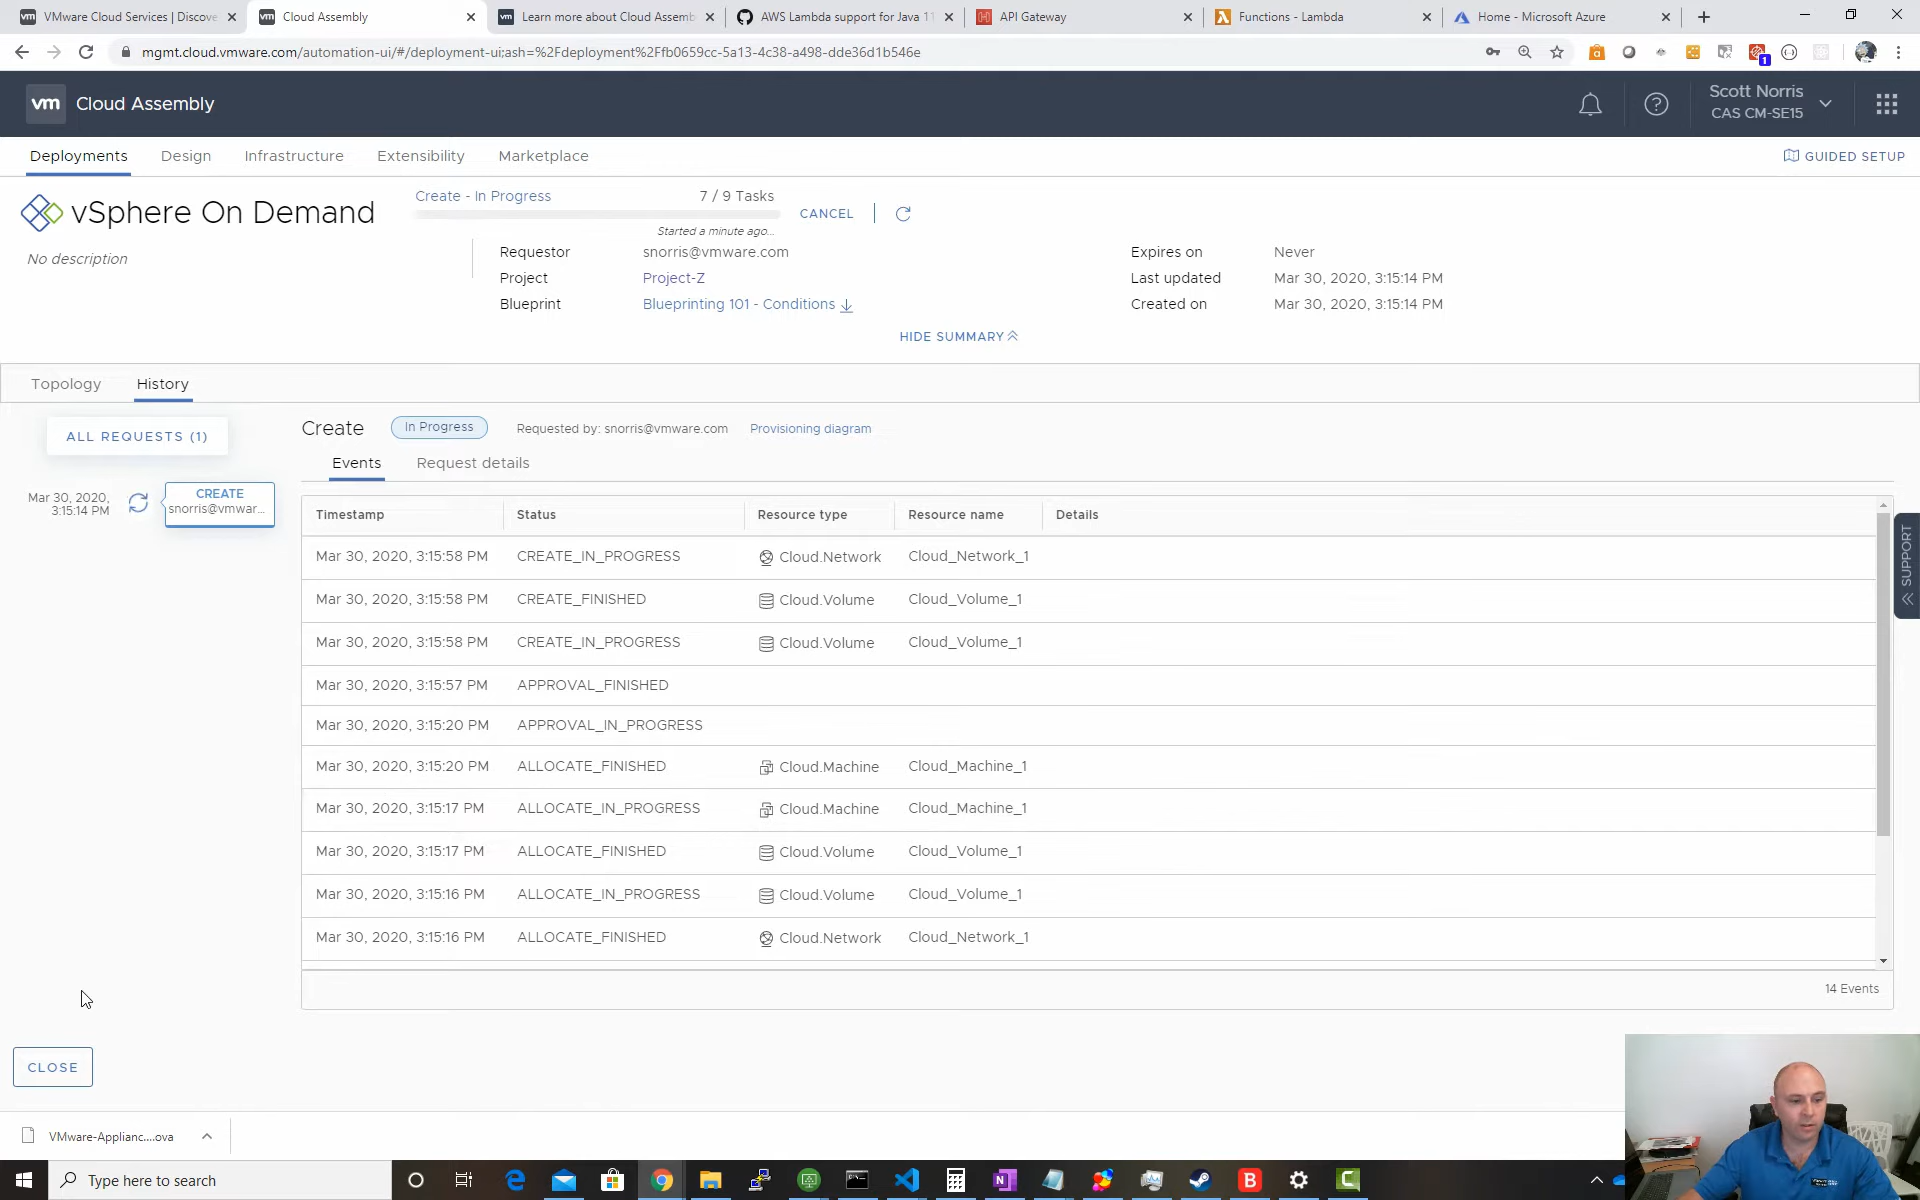 VMware Cloud Services | Discove
Cloud Assembly
Learn more about Cloud Assemb
AWS Lambda support for Java 11
API Gateway
Functions - Lambda
Home - Microsoft Azure
mgmt.cloud.vmware.com/automation-ui/#/deployment-ui;ash=%2Fdeployment%2Ffb0659cc-5a13-4c38-a498-dde36d1b546e
1
vm Cloud Assembly
Scott Norris
CAS CM-SE15
Deployments Design Infrastructure Extensibility Marketplace
GUIDED SETUP
vSphere On Demand
No description
Create - In Progress 7 / 9 Tasks
CANCEL
Started a minute ago...
Requestor snorris@vmware.com
Project Project-Z
Blueprint Blueprinting 101 - Conditions
Expires on Never
Last updated Mar 30, 2020, 3:15:14 PM
Created on Mar 30, 2020, 3:15:14 PM
HIDE SUMMARY
Topology History
ALL REQUESTS (1)
Mar 30, 2020,
3:15:14 PM
CREATE
snorris@vmwar...
Create In Progress Requested by: snorris@vmware.com Provisioning diagram
Events Request details
Timestamp Status Resource type Resource name Details
Mar 30, 2020, 3:15:58 PM CREATE_IN_PROGRESS Cloud.Network Cloud_Network_1
Mar 30, 2020, 3:15:58 PM CREATE_FINISHED Cloud.Volume Cloud_Volume_1
Mar 30, 2020, 3:15:58 PM CREATE_IN_PROGRESS Cloud.Volume Cloud_Volume_1
Mar 30, 2020, 3:15:57 PM APPROVAL_FINISHED
Mar 30, 2020, 3:15:20 PM APPROVAL_IN_PROGRESS
Mar 30, 2020, 3:15:20 PM ALLOCATE_FINISHED Cloud.Machine Cloud_Machine_1
Mar 30, 2020, 3:15:17 PM ALLOCATE_IN_PROGRESS Cloud.Machine Cloud_Machine_1
Mar 30, 2020, 3:15:17 PM ALLOCATE_FINISHED Cloud.Volume Cloud_Volume_1
Mar 30, 2020, 3:15:16 PM ALLOCATE_IN_PROGRESS Cloud.Volume Cloud_Volume_1
Mar 30, 2020, 3:15:16 PM ALLOCATE_FINISHED Cloud.Network Cloud_Network_1
14 Events
SUPPORT
CLOSE
VMware-Applianc....ova
Type here to search